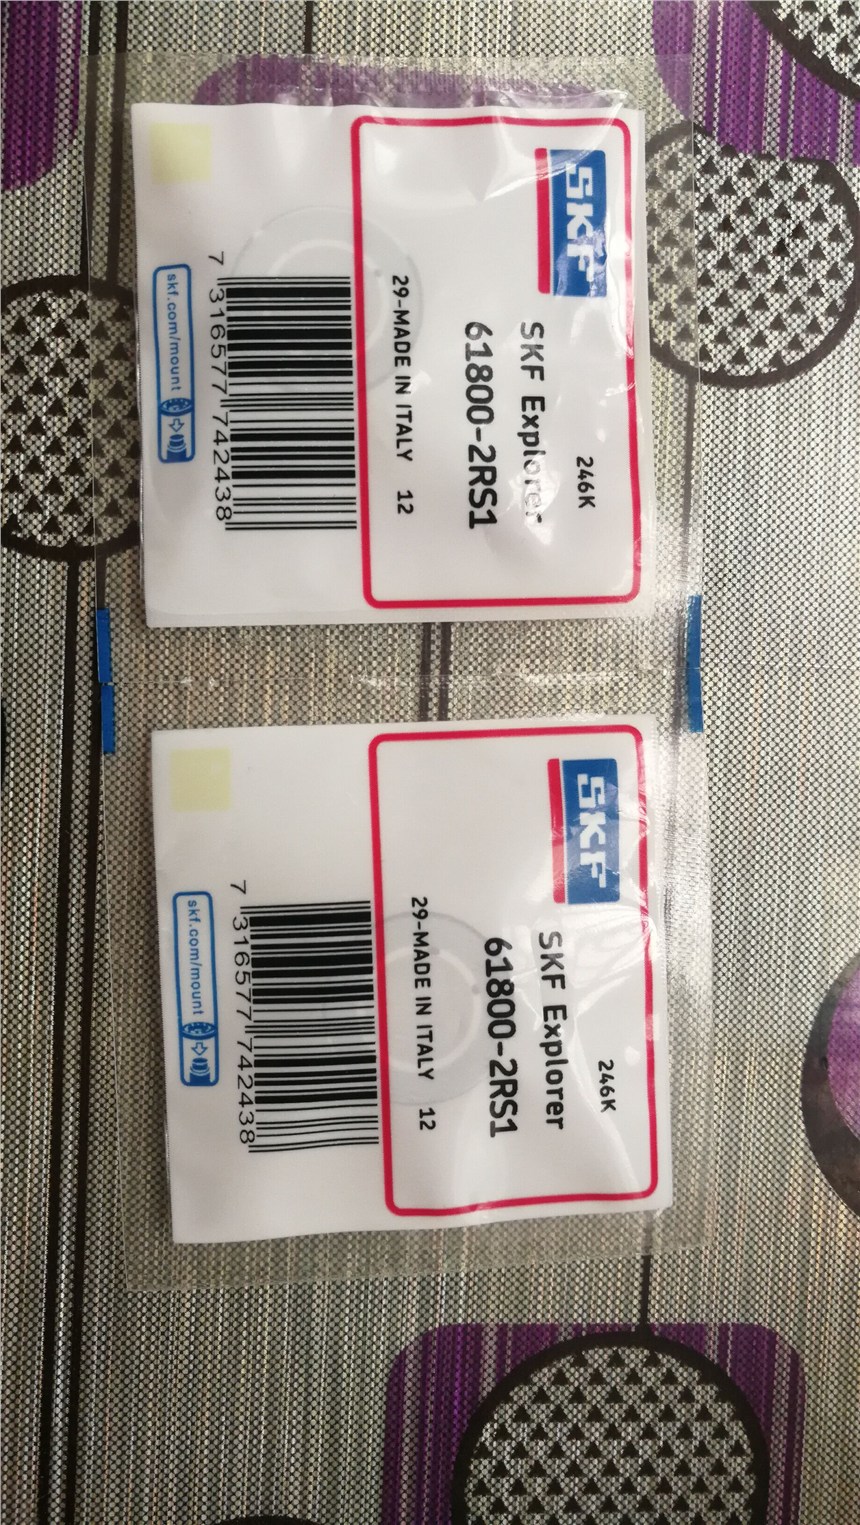 SKF
246K
SKF Explorer
61800-2RS1
29-MADE IN ITALY 12
7 316577 742438
skf.com/mount
SKF
246K
SKF Explorer
61800-2RS1
29-MADE IN ITALY 12
7 316577 742438
skf.com/mount